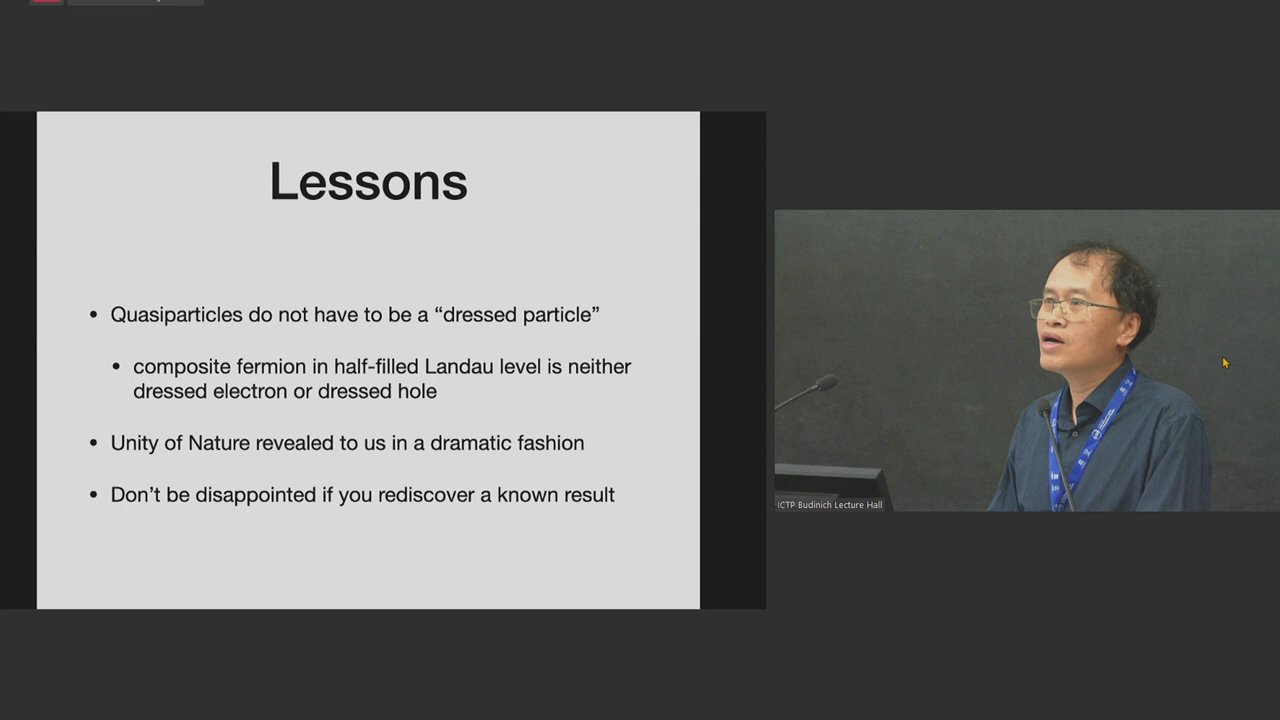 Lessons
• Quasiparticles do not have to be a “dressed particle”
• composite fermion in half-filled Landau level is neither
dressed electron or dressed hole
• Unity of Nature revealed to us in a dramatic fashion
• Don’t be disappointed if you rediscover a known result
ICTP Budinich Lecture Hall